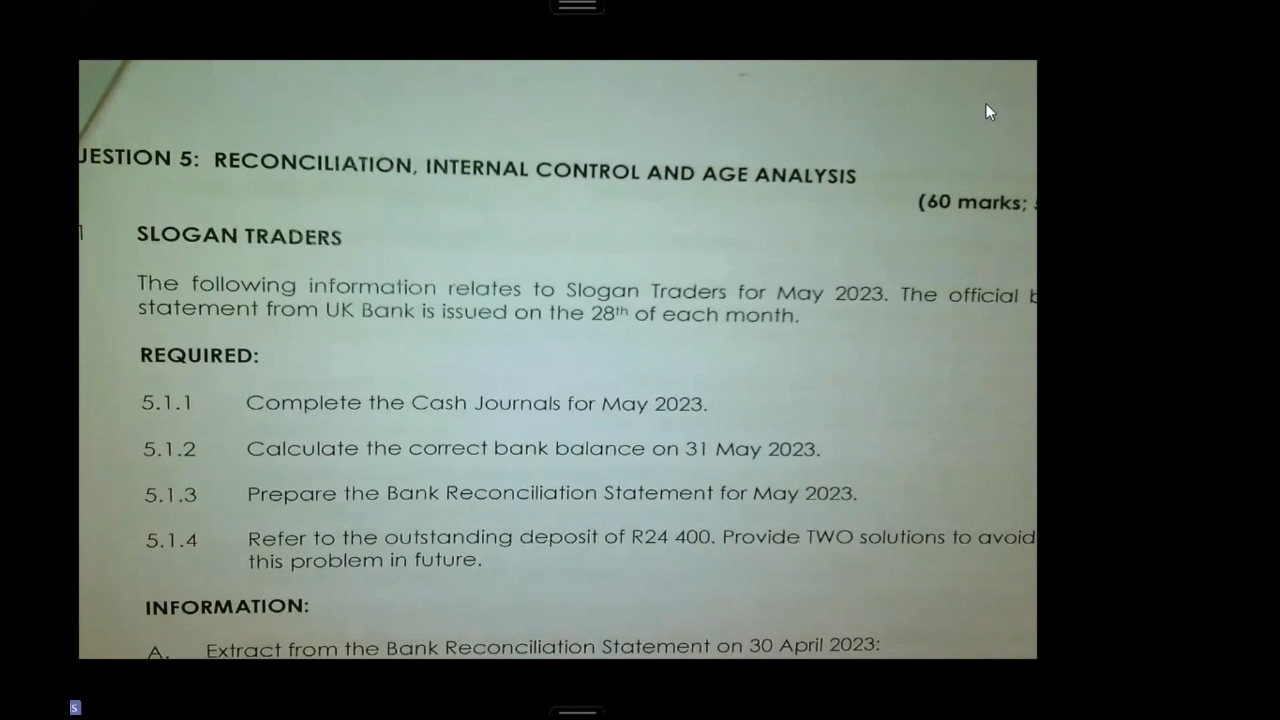 JESTION 5: RECONCILIATION, INTERNAL CONTROL AND AGE ANALYSIS
(60 marks;
SLOGAN TRADERS
The following information relates to Slogan Traders for May 2023. The official
statement from UK Bank is issued on the 28th of each month.
REQUIRED:
5.1.1 Complete the Cash Journals for May 2023.
5.1.2 Calculate the correct bank balance on 31 May 2023.
5.1.3 Prepare the Bank Reconciliation Statement for May 2023.
5.1.4 Refer to the outstanding deposit of R24 400. Provide TWO solutions to avoid
this problem in future.
INFORMATION:
A. Extract from the Bank Reconciliation Statement on 30 April 2023:
s